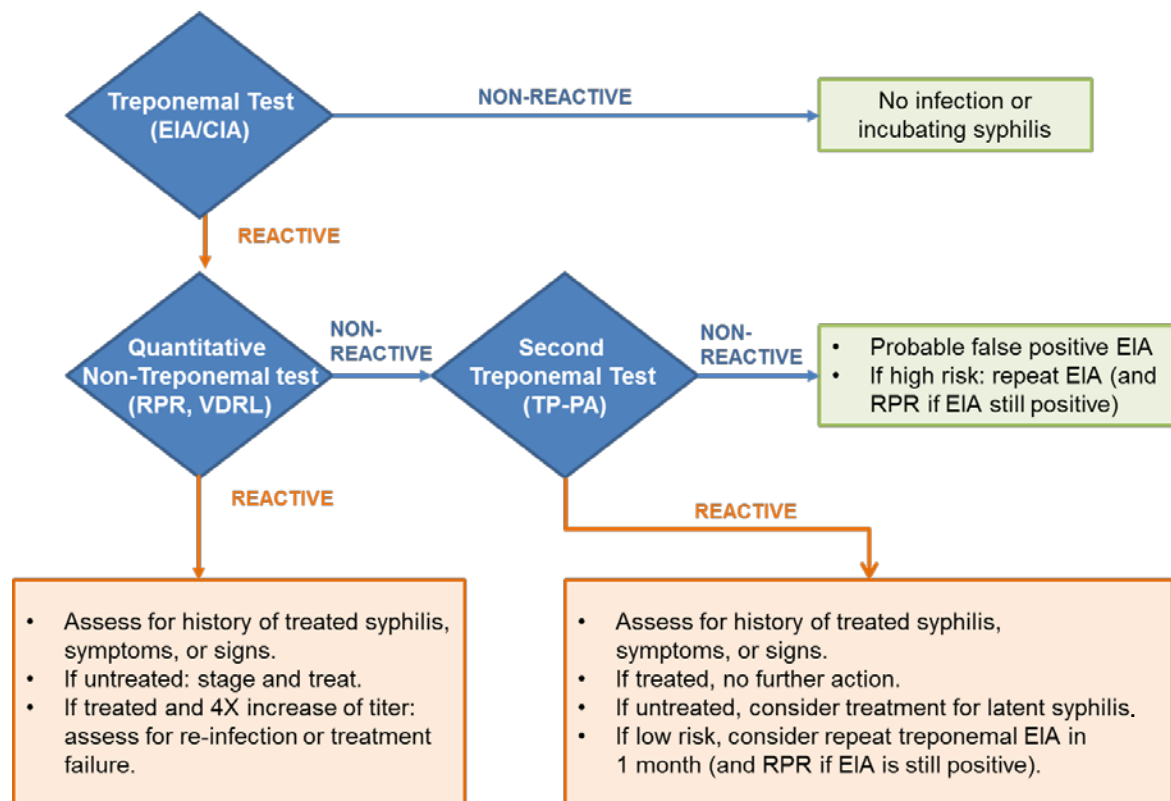 Treponemal Test
(EIA/CIA)
NON-REACTIVE
No infection or
incubating syphilis
REACTIVE
Quantitative
Non-Treponemal test
(RPR, VDRL)
NON-
REACTIVE
Second
Treponemal Test
(TP-PA)
NON-
REACTIVE
• Probable false positive EIA
• If high risk: repeat EIA (and
RPR if EIA still positive)
REACTIVE
REACTIVE
• Assess for history of treated syphilis,
symptoms, or signs.
• If untreated: stage and treat.
• If treated and 4X increase of titer:
assess for re-infection or treatment
failure.
• Assess for history of treated syphilis,
symptoms, or signs.
• If treated, no further action.
• If untreated, consider treatment for latent syphilis.
• If low risk, consider repeat treponemal EIA in
1 month (and RPR if EIA is still positive).